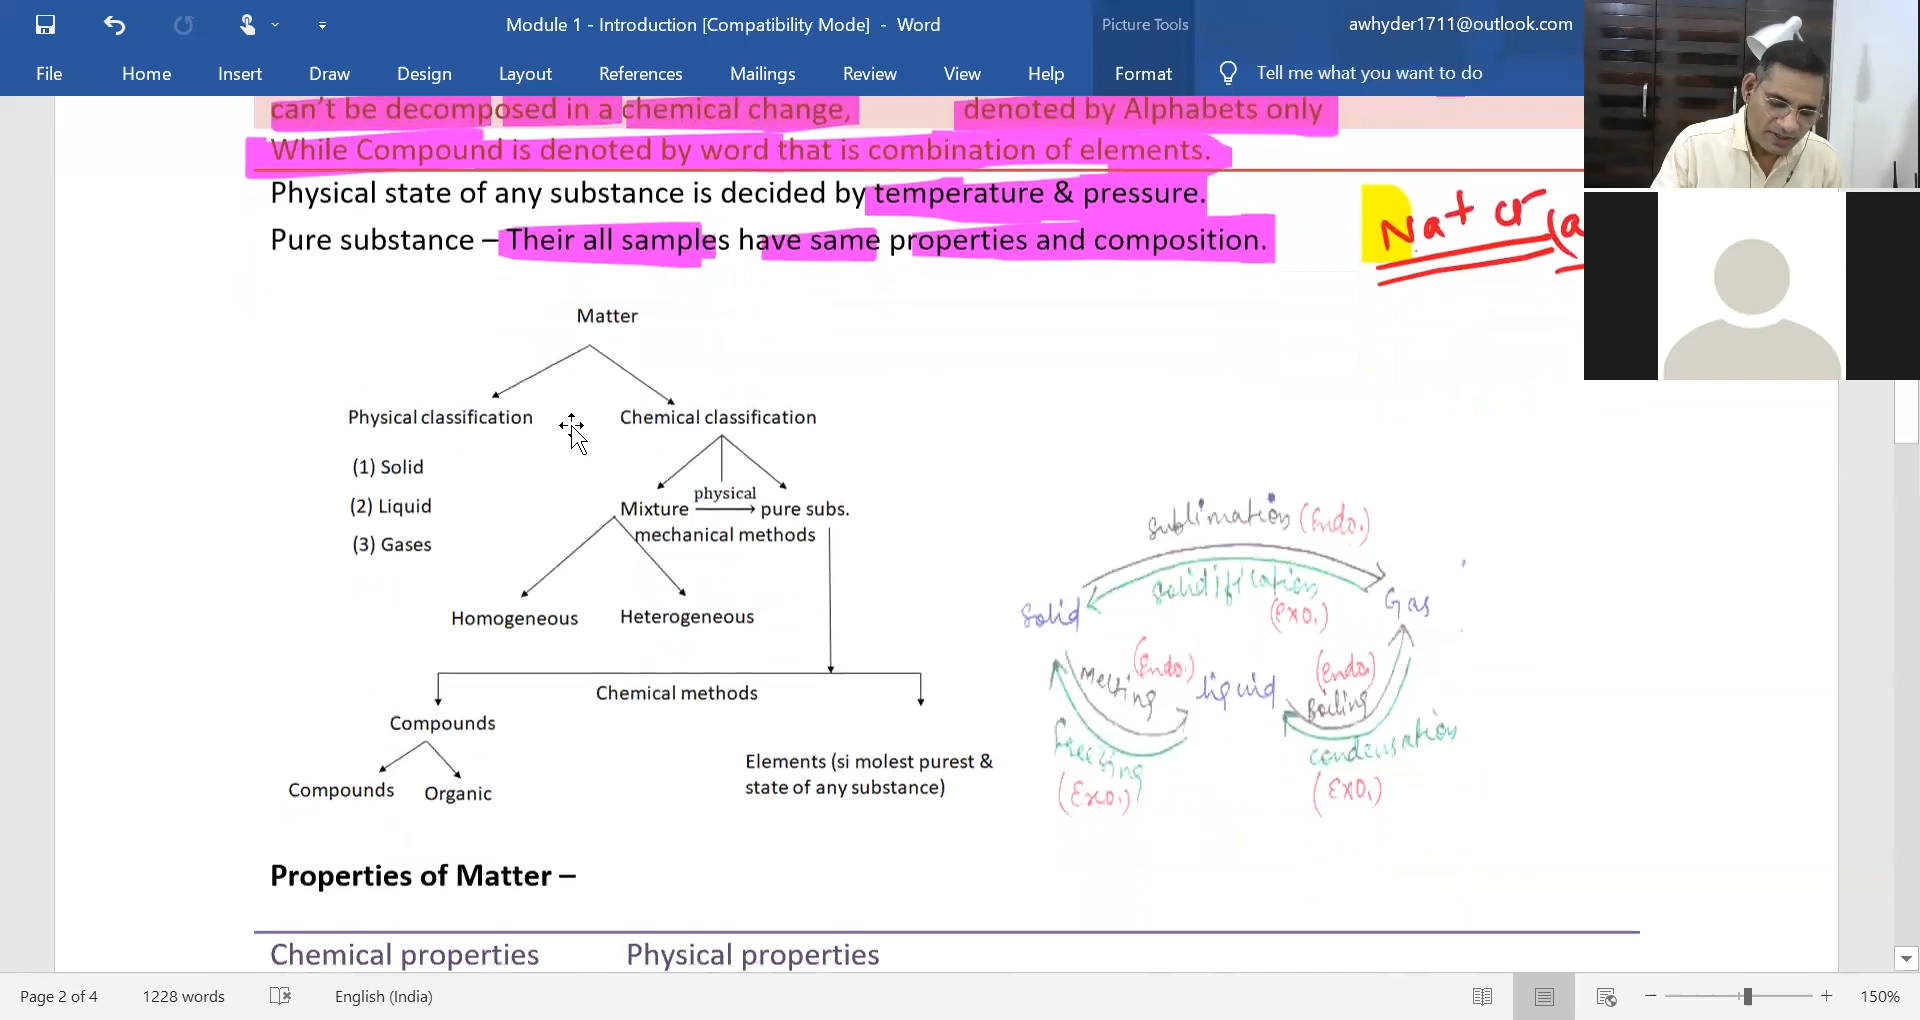 Module 1 - Introduction [Compatibility Mode] - Word
Picture Tools
awhyder1711@outlook.com
File Home Insert Draw Design Layout References Mailings Review View Help Format Tell me what you want to do
can't be decomposed in a chemical change, denoted by Alphabets only
While Compound is denoted by word that is combination of elements.
Physical state of any substance is decided by temperature & pressure.
Pure substance – Their all samples have same properties and composition.
Na+ Cl- (a
Matter
Physical classification Chemical classification
(1) Solid
(2) Liquid
(3) Gases
physical
Mixture pure subs.
mechanical methods
Homogeneous Heterogeneous
Chemical methods
Compounds
Compounds Organic
Elements (si molest purest &
state of any substance)
sublimation (Endo.)
solidification
(Exo.)
Solid Gas
Melting (Endo.) liquid (Endo) Boiling
freezing condensation
(Exo.) (Exo.)
Properties of Matter –
Chemical properties Physical properties
Page 2 of 4 1228 words English (India) 150%